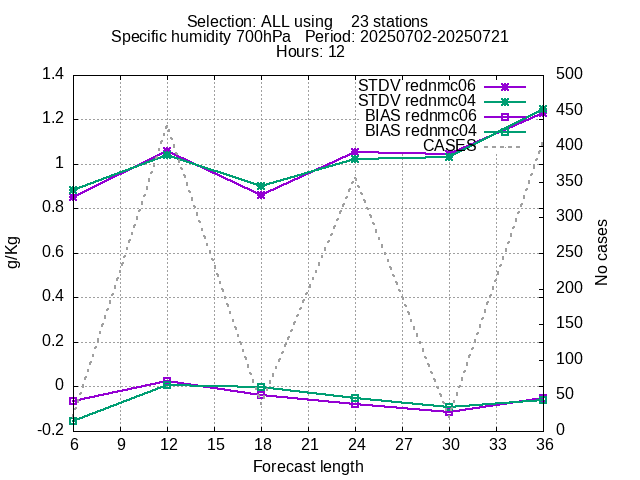 Selection: ALL using    23 stations
Specific humidity 700hPa   Period: 20250702-20250721
Hours: 12
STDV rednmc06
STDV rednmc04
BIAS rednmc06
BIAS rednmc04
CASES
g/Kg
1.4
1.2
1
0.8
0.6
0.4
0.2
0
-0.2
No cases
500
450
400
350
300
250
200
150
100
50
0
6 9 12 15 18 21 24 27 30 33 36
Forecast length